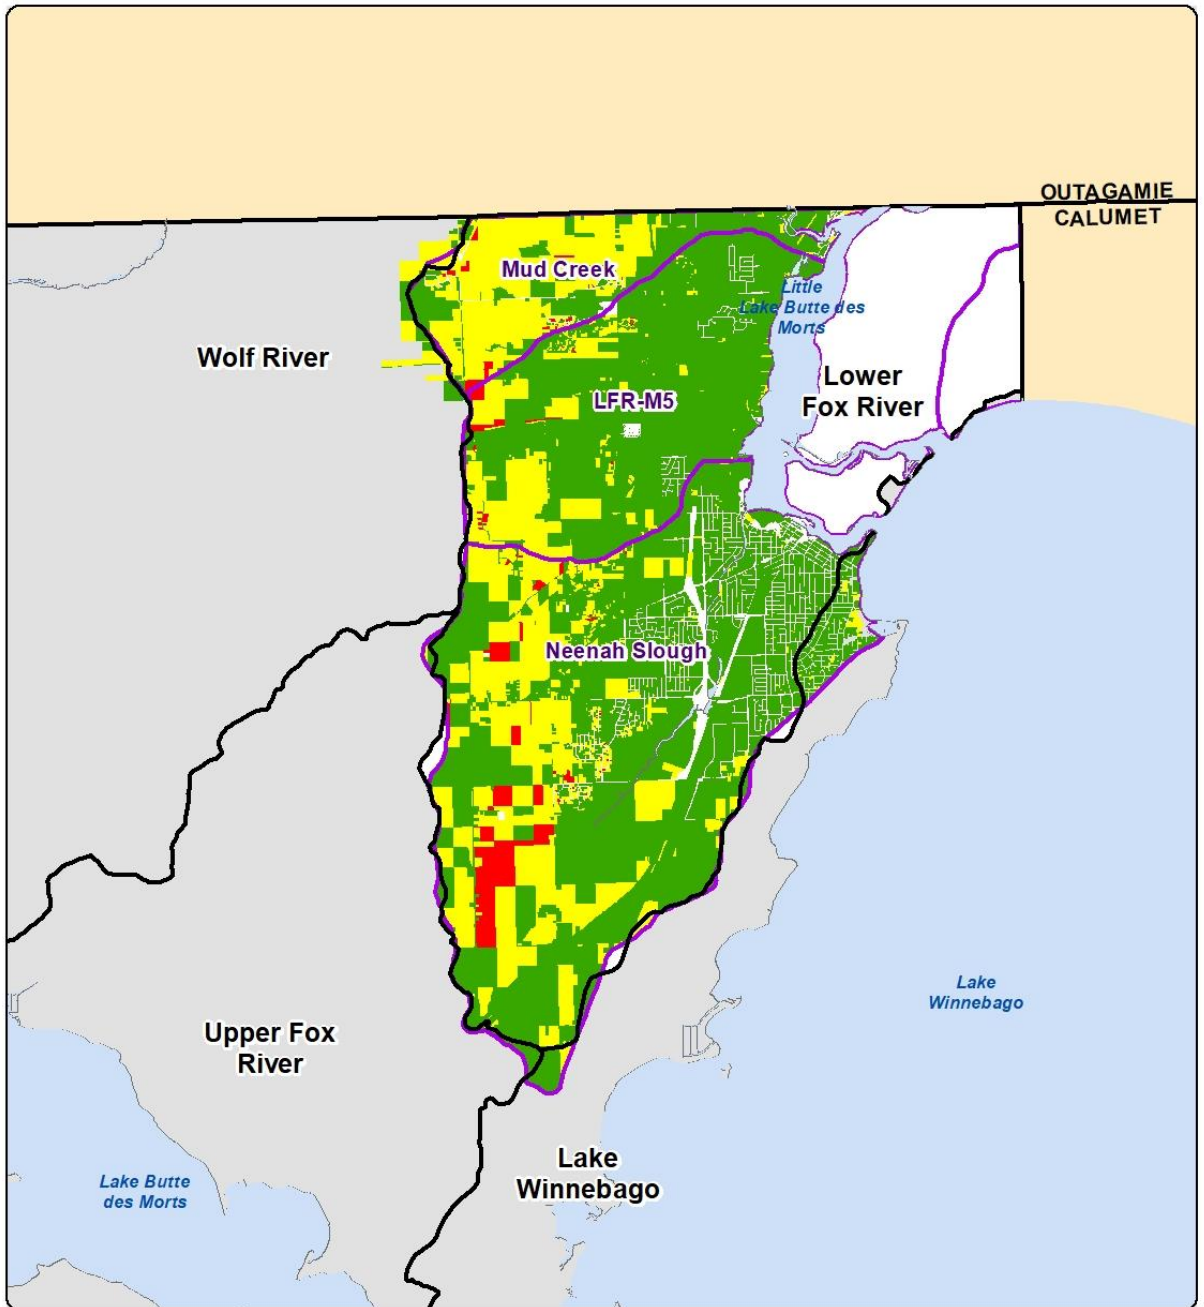 OUTAGAMIE
CALUMET
Mud Creek
Little
Lake Butte des
Morts
Wolf River
Lower
Fox River
LFR-M5
Neenah Slough
Lake
Winnebago
Upper Fox
River
Lake
Winnebago
Lake Butte
des Morts